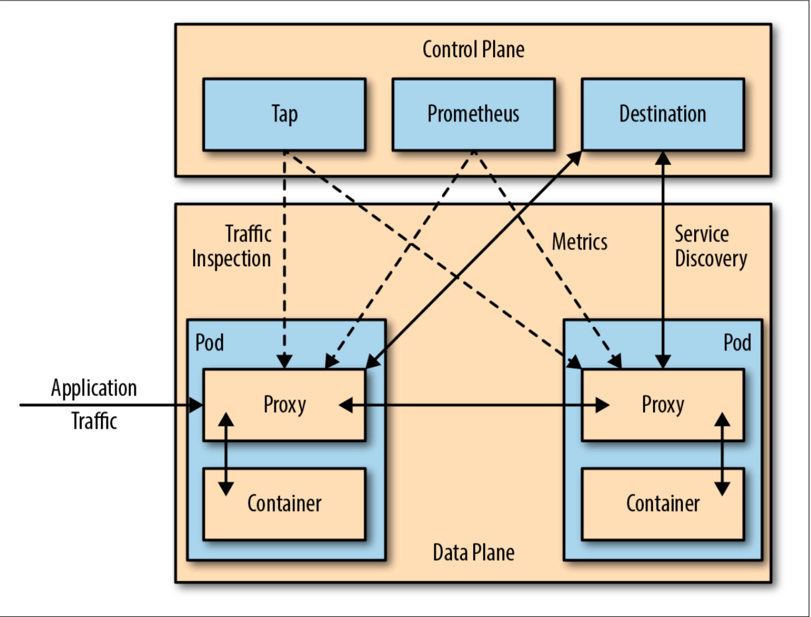 Control Plane
Tap
Prometheus
Destination
Traffic
Inspection
Metrics
Service
Discovery
Pod
Pod
Application
Traffic
Proxy
Proxy
Container
Container
Data Plane